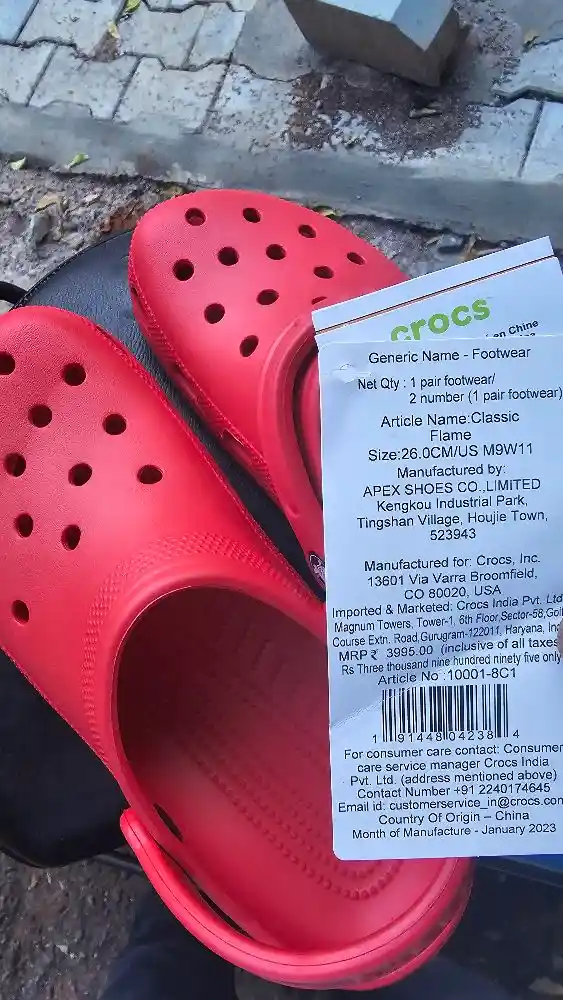 crocs
en Chine
Generic Name - Footwear
Net Qty : 1 pair footwear/
2 number (1 pair footwear)
Article Name:Classic
Flame
Size:26.0CM/US M9W11
Manufactured by:
APEX SHOES CO.,LIMITED
Kengkou Industrial Park,
Tingshan Village, Houjie Town,
523943
Manufactured for: Crocs, Inc.
13601 Via Varra Broomfield,
CO 80020, USA
Imported & Marketed: Crocs India Pvt. Ltd
Magnum Towers, Tower-1, 6th Floor,Sector-58,Golf
Course Extn. Road,Gurugram-122011, Haryana,
MRP ₹ 3995.00 (inclusive of all taxes
Rs Three thousand nine hundred ninety five only
Article No :10001-8C1
1 91448 04238 4
For consumer care contact: Consumer
care service manager Crocs India
Pvt. Ltd. (address mentioned above)
Contact Number +91 2240174645
Email id: customerservice_in@crocs.com
Country Of Origin – China
Month of Manufacture - January 2023